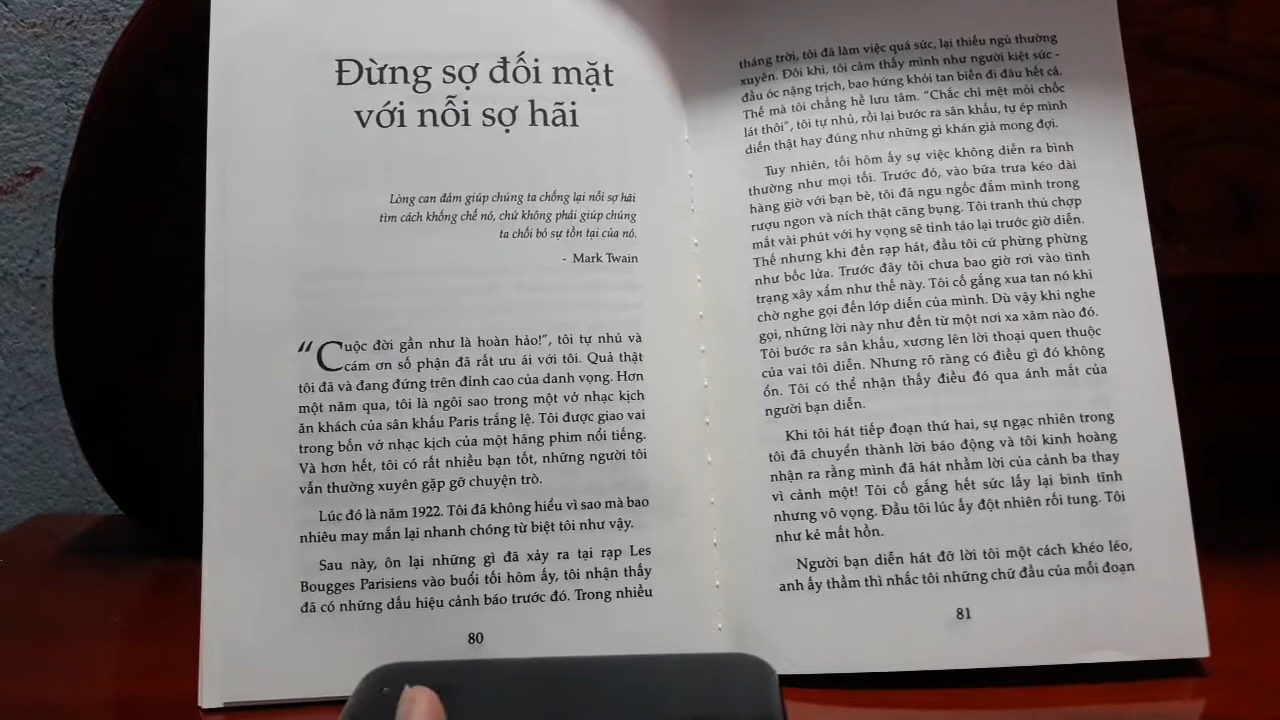 Đừng sợ đối mặt
với nỗi sợ hãi
Lòng can đảm giúp chúng ta chống lại nỗi sợ hãi
tìm cách khống chế nó, chứ không phải giúp chúng
ta chối bỏ sự tồn tại của nó.
- Mark Twain
“Cuộc đời gần như là hoàn hảo!”, tôi tự nhủ và
cám ơn số phận đã rất ưu ái với tôi. Quả thật
tôi đã và đang đứng trên đỉnh cao của danh vọng. Hơn
một năm qua, tôi là ngôi sao trong một vở nhạc kịch
ăn khách của sân khấu Paris tráng lệ. Tôi được giao vai
trong bốn vở nhạc kịch của một hãng phim nổi tiếng.
Và hơn hết, tôi có rất nhiều bạn tốt, những người tôi
vẫn thường xuyên gặp gỡ chuyện trò.
Lúc đó là năm 1922. Tôi đã không hiểu vì sao mà bao
nhiêu may mắn lại nhanh chóng từ biệt tôi như vậy.
Sau này, ôn lại những gì đã xảy ra tại rạp Les
Bougges Parisiens vào buổi tối hôm ấy, tôi nhận thấy
đã có những dấu hiệu cảnh báo trước đó. Trong nhiều
80
tháng trời, tôi đã làm việc quá sức, lại thiếu ngủ thường
xuyên. Đôi khi, tôi cảm thấy mình như người kiệt sức -
đầu óc nặng trịch, bao hứng khởi tan biến đi đâu hết cả.
Thế mà tôi chẳng hề lưu tâm. “Chắc chỉ mệt mỏi chốc
lát thôi”, tôi tự nhủ, rồi lại bước ra sân khấu, tự ép mình
diễn thật hay đúng như những gì khán giả mong đợi.
Tuy nhiên, tối hôm ấy sự việc không diễn ra bình
thường như mọi tối. Trước đó, vào bữa trưa kéo dài
hàng giờ với bạn bè, tôi đã ngu ngốc đắm mình trong
rượu ngon và ních thật căng bụng. Tôi tranh thủ chợp
mắt vài phút với hy vọng sẽ tỉnh táo lại trước giờ diễn.
Thế nhưng khi đến rạp hát, đầu tôi cứ phừng phừng
như bốc lửa. Trước đây tôi chưa bao giờ rơi vào tình
trạng xây xẩm như thế này. Tôi cố gắng xua tan nó khi
chờ nghe gọi đến lớp diễn của mình. Dù vậy khi nghe
gọi, những lời này như đến từ một nơi xa xăm nào đó.
Tôi bước ra sân khấu, xướng lên lời thoại quen thuộc
của vai tôi diễn. Nhưng rõ ràng có điều gì đó không
ổn. Tôi có thể nhận thấy điều đó qua ánh mắt của
người bạn diễn.
Khi tôi hát tiếp đoạn thứ hai, sự ngạc nhiên trong
tôi đã chuyển thành lời báo động và tôi kinh hoàng
nhận ra rằng mình đã hát nhầm lời của cảnh ba thay
vì cảnh một! Tôi cố gắng hết sức lấy lại bình tĩnh
nhưng vô vọng. Đầu tôi lúc ấy đột nhiên rối tung. Tôi
như kẻ mất hồn.
Người bạn diễn hát đỡ lời tôi một cách khéo léo,
anh ấy thầm thì nhắc tôi những chữ đầu của mỗi đoạn
81